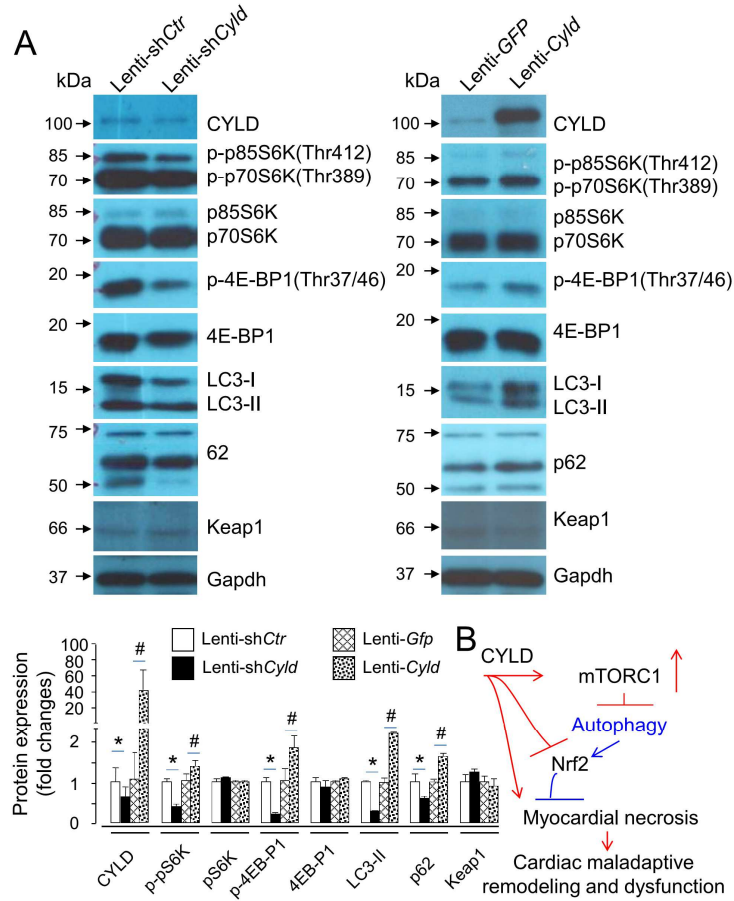 A
Lenti-shCtr
Lenti-shCyld
kDa
100
CYLD
85
p-p85S6K(Thr412)
70
p-p70S6K(Thr389)
85
p85S6K
70
p70S6K
20
p-4E-BP1(Thr37/46)
20
4E-BP1
15
LC3-I
LC3-II
75
62
50
66
Keap1
37
Gapdh
Lenti-GFP
Lenti-Cyld
kDa
100
CYLD
85
p-p85S6K(Thr412)
70
p-p70S6K(Thr389)
85
p85S6K
70
p70S6K
20
p-4E-BP1(Thr37/46)
20
4E-BP1
15
LC3-I
LC3-II
75
p62
50
66
Keap1
37
Gapdh
Protein expression
(fold changes)
100
80
60
40
20
2
1
0
Lenti-shCtr
Lenti-shCyld
Lenti-Gfp
Lenti-Cyld
* # * # * # * # * #
CYLD
p-pS6K
pS6K
p-4EB-P1
4EB-P1
LC3-II
p62
Keap1
B
CYLD
mTORC1
Autophagy
Nrf2
Myocardial necrosis
Cardiac maladaptive
remodeling and dysfunction